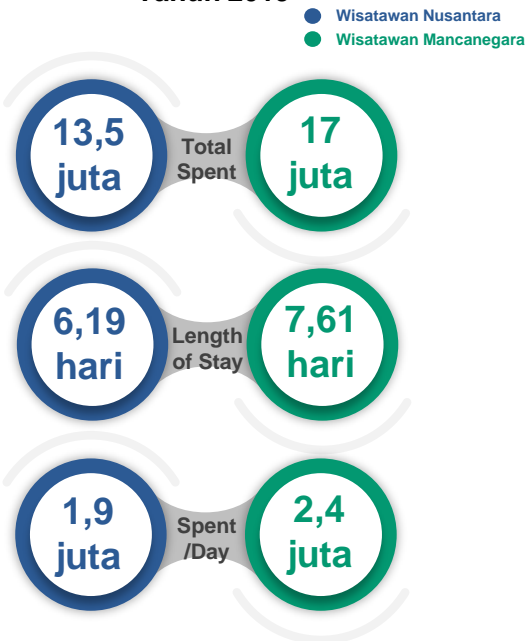 Wisatawan Nusantara
Wisatawan Mancanegara
13,5
juta
Total
Spent
17
juta
6,19
hari
Length
of Stay
7,61
hari
1,9
juta
Spent
/Day
2,4
juta